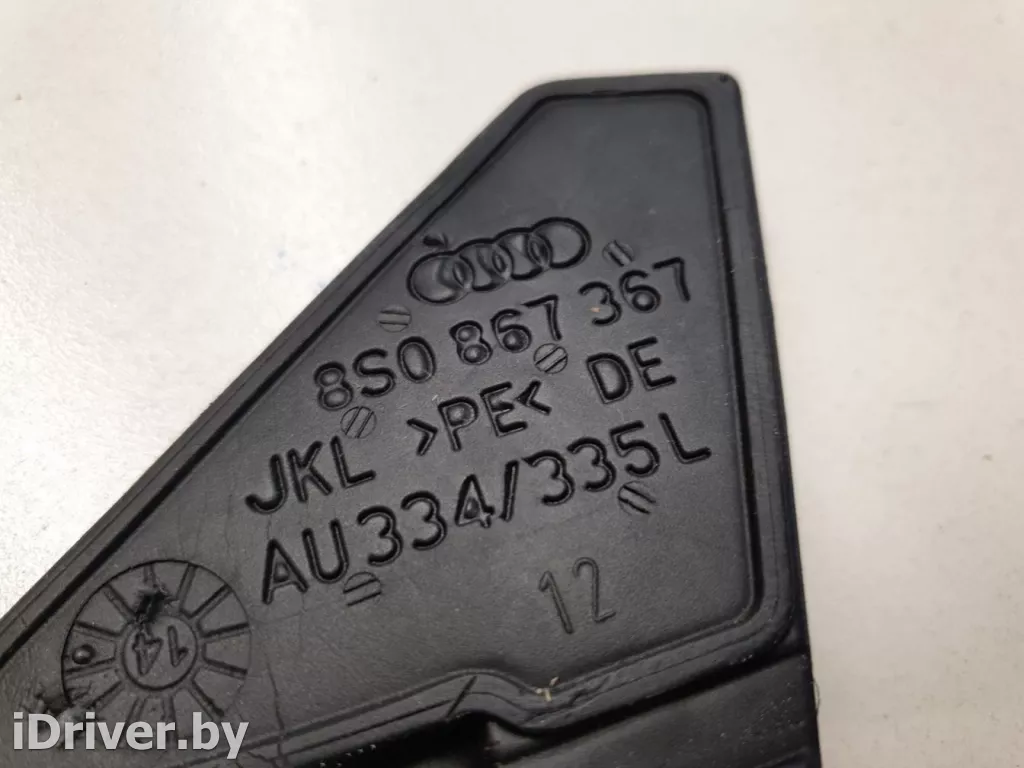 8S0 867 367
JKL >PE< DE
AU334/335L
12
14
iDriver.by